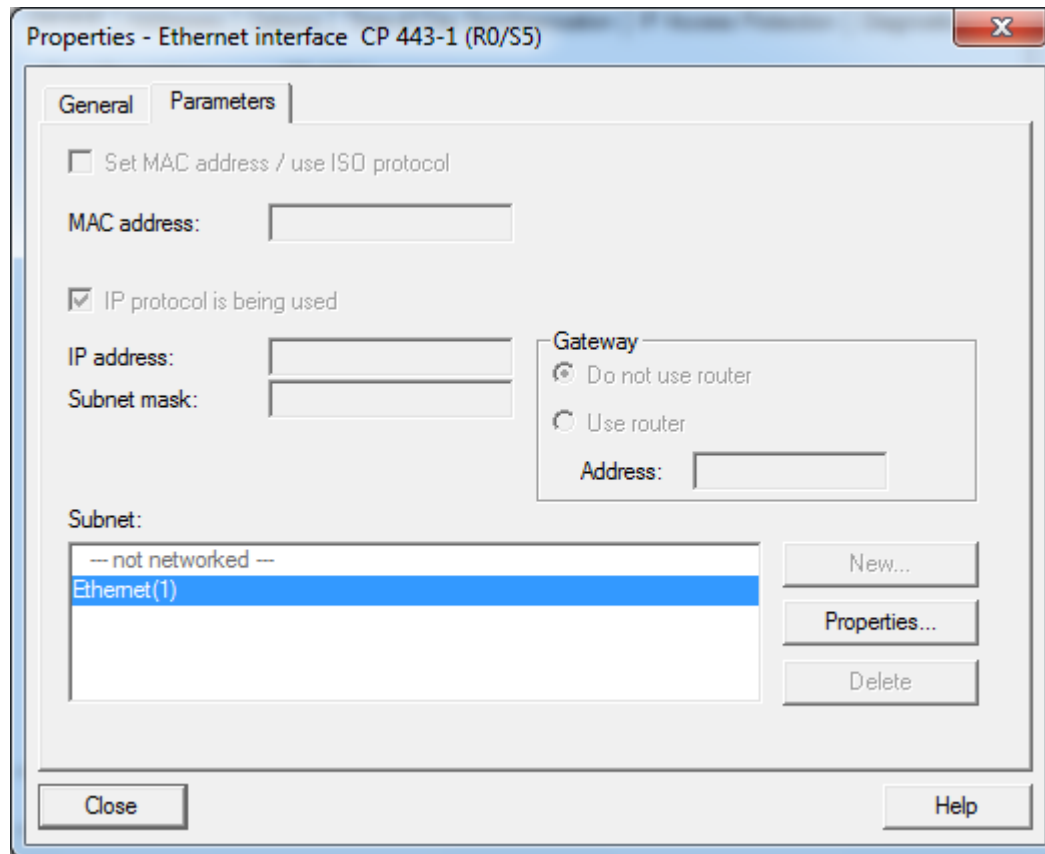 Properties - Ethernet interface CP 443-1 (R0/S5)
General Parameters
Set MAC address / use ISO protocol
MAC address:
IP protocol is being used
IP address:
Subnet mask:
Gateway
Do not use router
Use router
Address:
Subnet:
--- not networked ---
Ethernet(1)
New...
Properties...
Delete
Close
Help